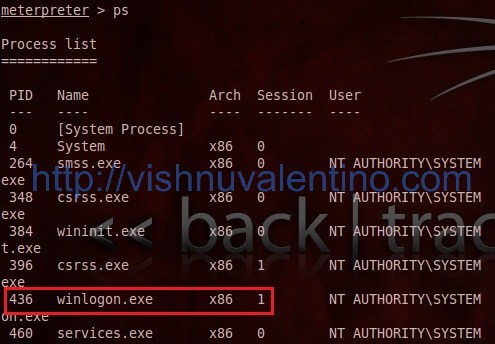 meterpreter > ps
Process list
============
PID Name Arch Session User
--- ---- ---- ------- ----
0 [System Process]
4 System x86 0
264 smss.exe x86 0 NT AUTHORITY\SYSTEM
exe
http://vishnuvalentino.com
348 csrss.exe x86 0 NT AUTHORITY\SYSTEM
exe
384 wininit.exe x86 0 NT AUTHORITY\SYSTEM
t.exe
<< back | trac
396 csrss.exe x86 1 NT AUTHORITY\SYSTEM
exe
436 winlogon.exe x86 1 NT AUTHORITY\SYSTEM
on.exe
460 services.exe x86 0 NT AUTHORITY\SYSTEM